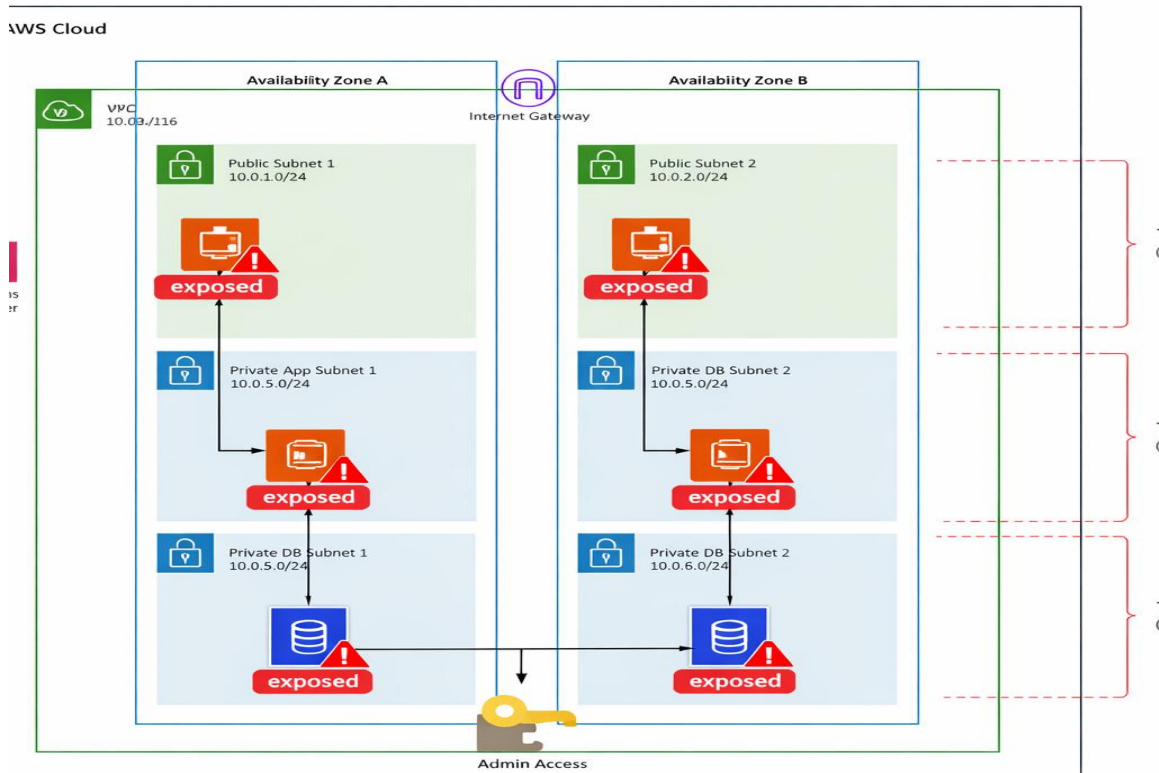 AWS Cloud
Availability Zone A
Availability Zone B
Internet Gateway
VPC
10.0
/116
Public Subnet 1
10.0.1.0/24
Public Subnet 2
10.0.2.0/24
exposed
exposed
Private App Subnet 1
10.0.5.0/24
Private DB Subnet 2
10.0.5.0/24
exposed
exposed
Private DB Subnet 1
10.0.5.0/24
Private DB Subnet 2
10.0.6.0/24
exposed
exposed
Admin Access
ns
er